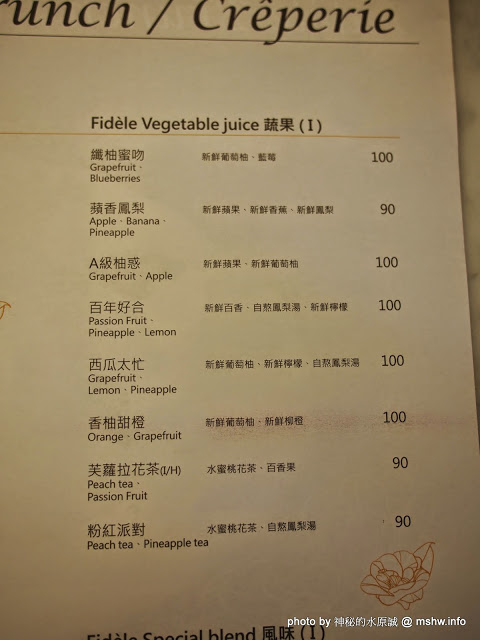 runch / Crêperie
Fidèle Vegetable juice 蔬果 ( I )
纖柚蜜吻 新鮮葡萄柚、藍莓 100
Grapefruit、
Blueberries
蘋香鳳梨 新鮮蘋果、新鮮香蕉、新鮮鳳梨 90
Apple、Banana、
Pineapple
A級柚惑 新鮮蘋果、新鮮葡萄柚 100
Grapefruit、Apple
百年好合 新鮮百香、自熬鳳梨湯、新鮮檸檬 100
Passion Fruit、
Pineapple、Lemon
西瓜太忙 新鮮葡萄柚、新鮮檸檬、自熬鳳梨湯 100
Grapefruit、
Lemon、Pineapple
香柚甜橙 新鮮葡萄柚、新鮮柳橙 100
Orange、Grapefruit
芙蘿拉花茶(I/H) 水蜜桃花茶、百香果 90
Peach tea、
Passion Fruit
粉紅派對 水蜜桃花茶、自熬鳳梨湯 90
Peach tea、Pineapple tea
Fidèle Special blend 風味 ( I )
photo by 神秘的水原誠 @ mshw.info